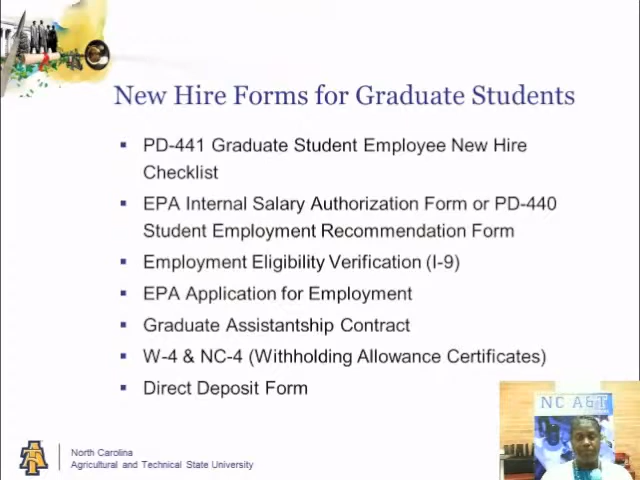 New Hire Forms for Graduate Students
PD-441 Graduate Student Employee New Hire
Checklist
EPA Internal Salary Authorization Form or PD-440
Student Employment Recommendation Form
Employment Eligibility Verification (I-9)
EPA Application for Employment
Graduate Assistantship Contract
W-4 & NC-4 (Withholding Allowance Certificates)
Direct Deposit Form
NC A&T
North Carolina
Agricultural and Technical State University